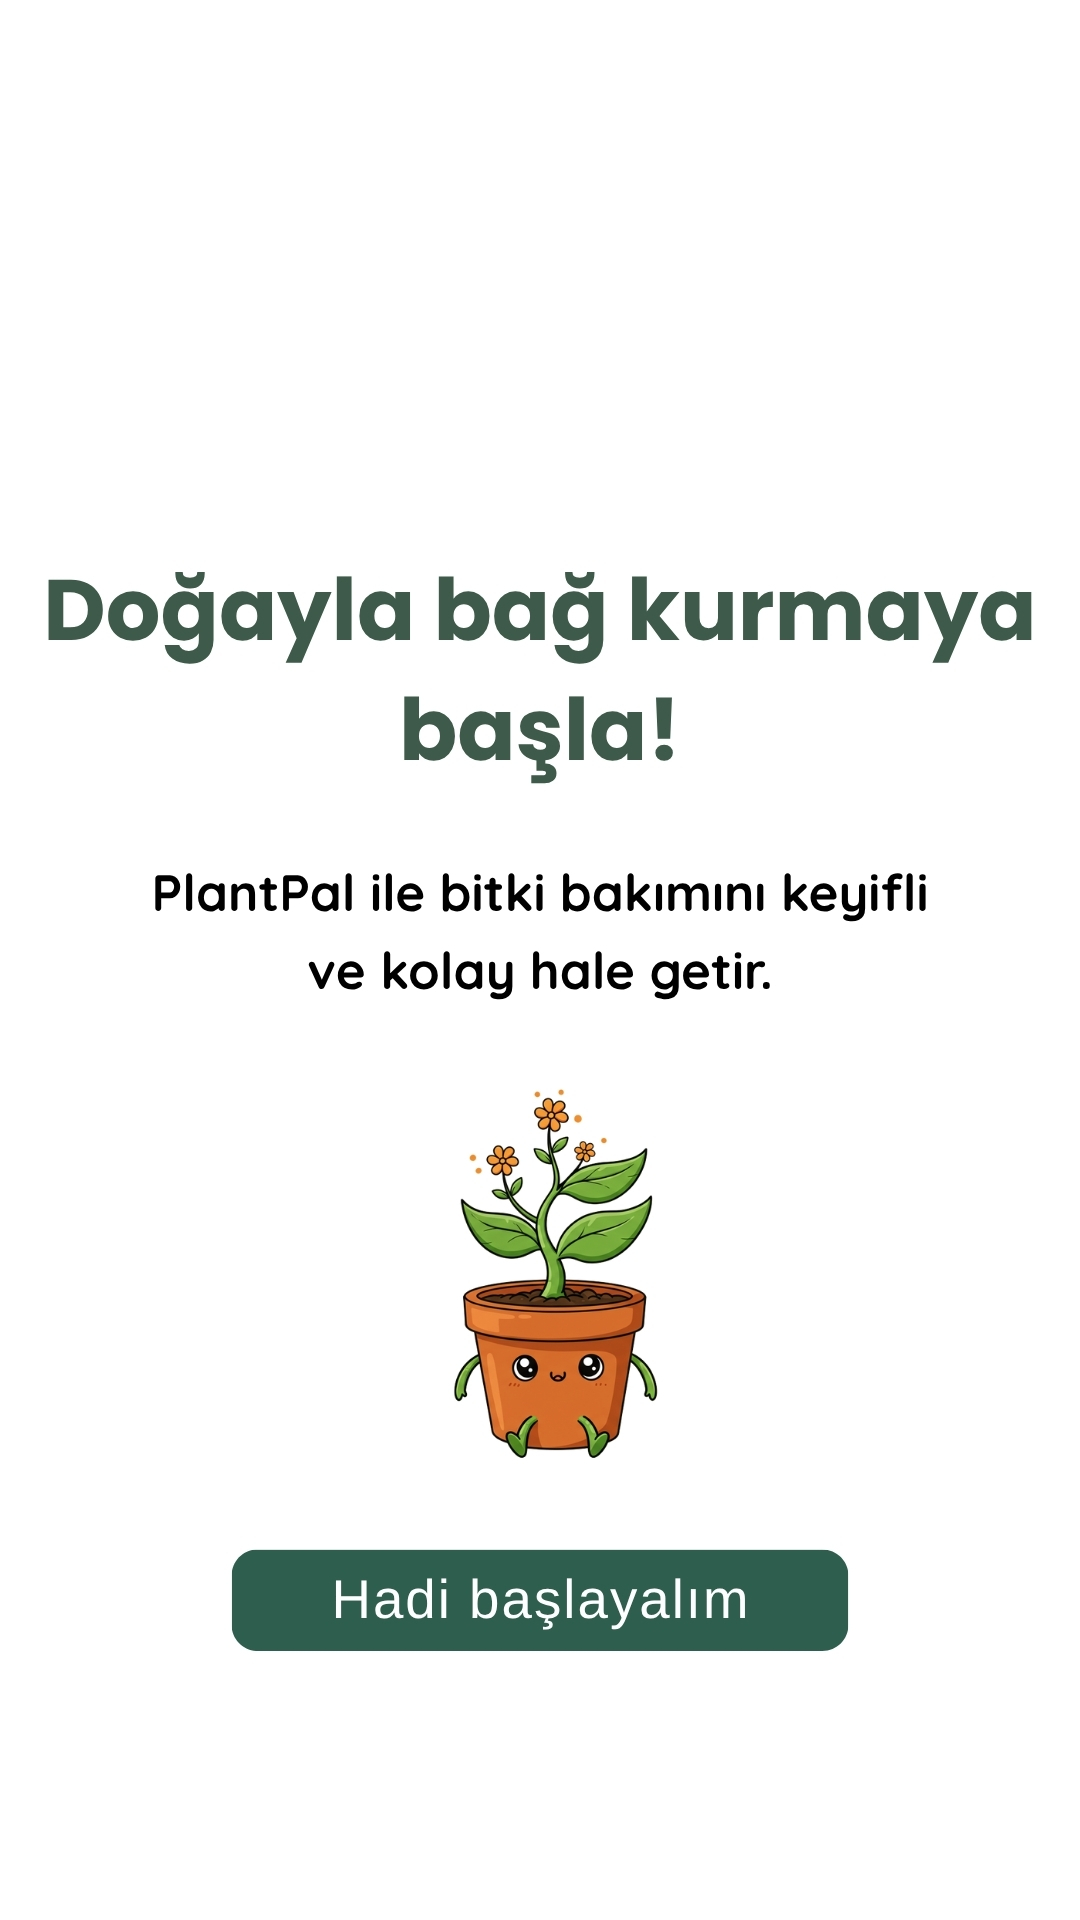 Doğayla bağ kurmaya
başla!
PlantPal ile bitki bakımını keyifli
ve kolay hale getir.
Hadi başlayalım